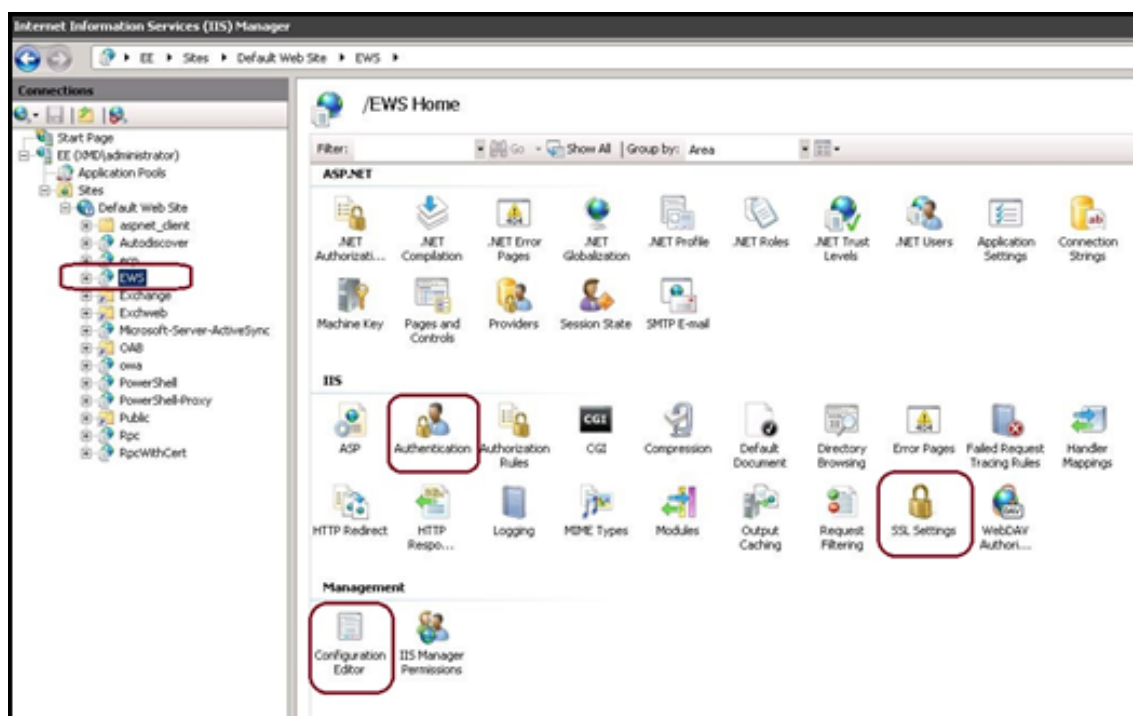 Internet Information Services (IIS) Manager
EE Sites Default Web Site EWS
Connections
Start Page
EE (XMD\administrator)
Application Pools
Sites
Default Web Site
aspnet_client
Autodiscover
ecp
EWS
Exchange
Exchweb
Microsoft-Server-ActiveSync
OAB
owa
PowerShell
PowerShell-Proxy
Public
Rpc
RpcWithCert
/EWS Home
Filter: Go Show All Group by: Area
ASP.NET
.NET Authorizati...
.NET Compilation
.NET Error Pages
.NET Globalization
.NET Profile
.NET Roles
.NET Trust Levels
.NET Users
Application Settings
Connection Strings
Machine Key
Pages and Controls
Providers
Session State
SMTP E-mail
IIS
ASP
Authentication
Authorization Rules
CGI
Compression
Default Document
Directory Browsing
Error Pages
Failed Request Tracing Rules
Handler Mappings
HTTP Redirect
HTTP Respo...
Logging
MIME Types
Modules
Output Caching
Request Filtering
SSL Settings
WebDAV Authori...
Management
Configuration Editor
IIS Manager Permissions